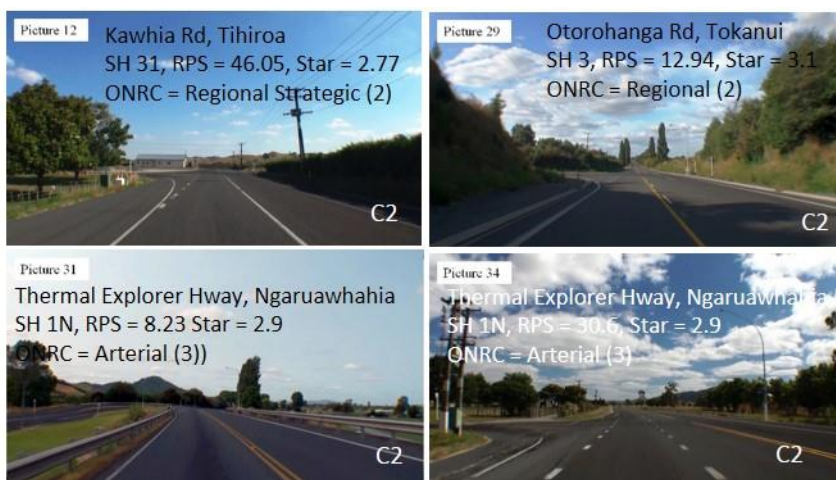 Picture 12
Kawhia Rd, Tihiroa
SH 31, RPS = 46.05, Star = 2.77
ONRC = Regional Strategic (2)
C2
Picture 29
Otorohanga Rd, Tokanui
SH 3, RPS = 12.94, Star = 3.1
ONRC = Regional (2)
C2
Picture 31
Thermal Explorer Hway, Ngaruawhahia
SH 1N, RPS = 8.23 Star = 2.9
ONRC = Arterial (3))
C2
Picture 34
Thermal Explorer Hway, Ngaruawhahia
SH 1N, RPS = 30.6, Star = 2.9
ONRC = Arterial (3)
C2